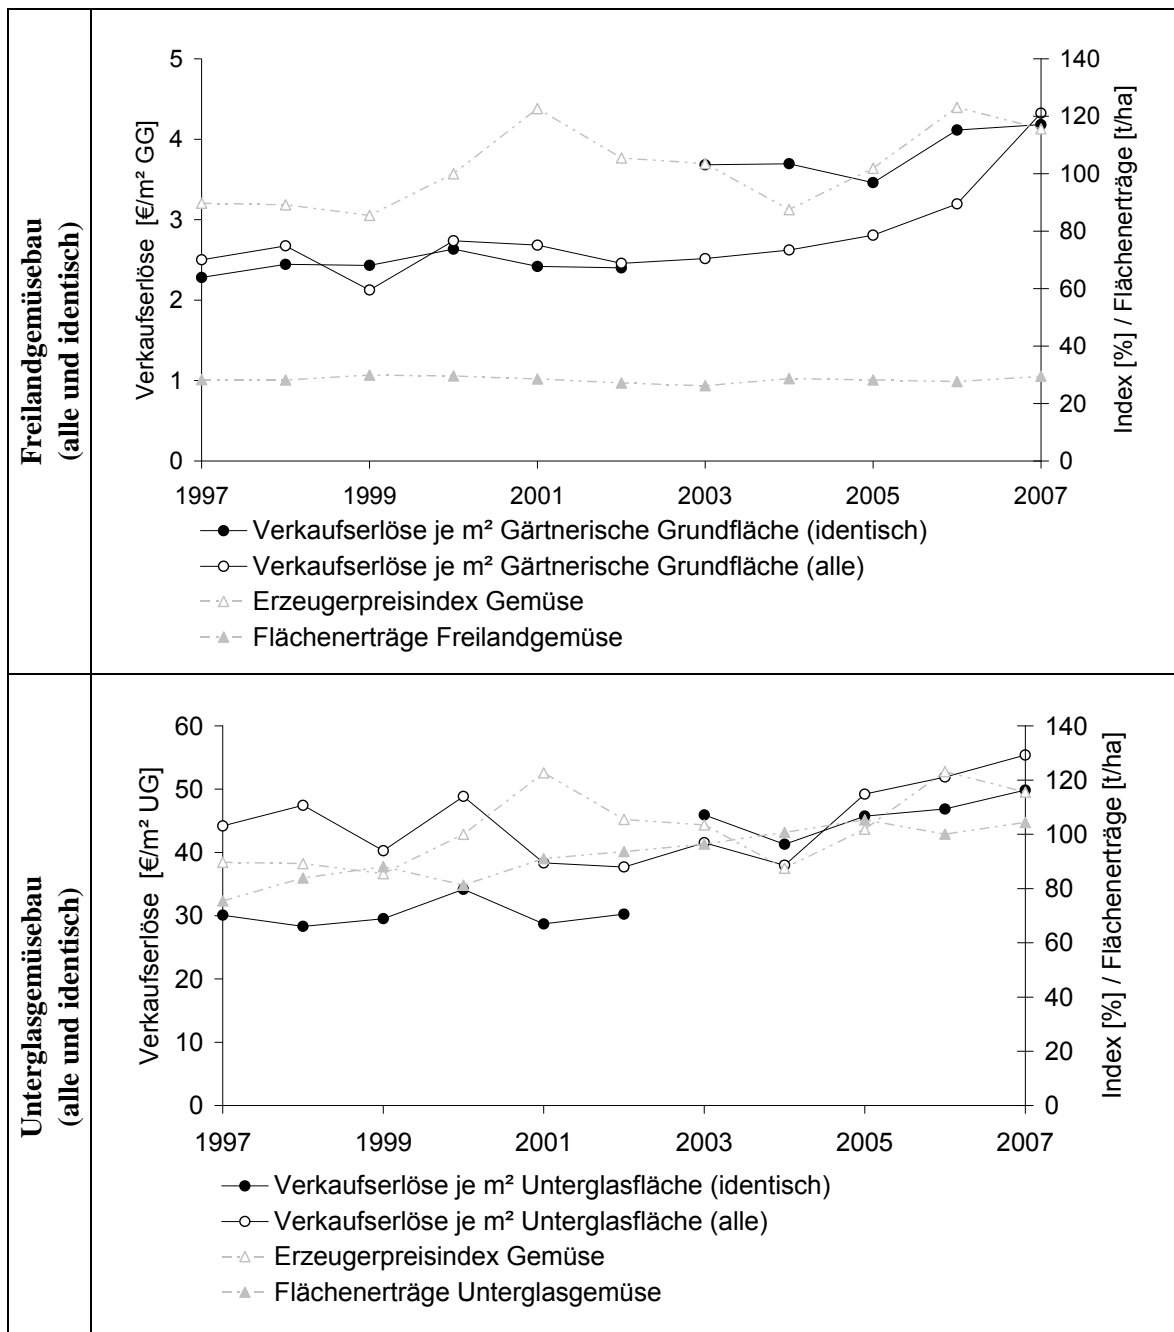 Freilandgemüsebau
(alle und identisch)
Verkaufserlöse [€/m² GG]
5
4
3
2
1
0
140
120
100
80
60
40
20
0
Index [%] / Flächenerträge [t/ha]
1997 1999 2001 2003 2005 2007
Verkaufserlöse je m² Gärtnerische Grundfläche (identisch)
Verkaufserlöse je m² Gärtnerische Grundfläche (alle)
Erzeugerpreisindex Gemüse
Flächenerträge Freilandgemüse
Unterglasgemüsebau
(alle und identisch)
Verkaufserlöse [€/m² UG]
60
50
40
30
20
10
0
140
120
100
80
60
40
20
0
Index [%] / Flächenerträge [t/ha]
1997 1999 2001 2003 2005 2007
Verkaufserlöse je m² Unterglasfläche (identisch)
Verkaufserlöse je m² Unterglasfläche (alle)
Erzeugerpreisindex Gemüse
Flächenerträge Unterglasgemüse